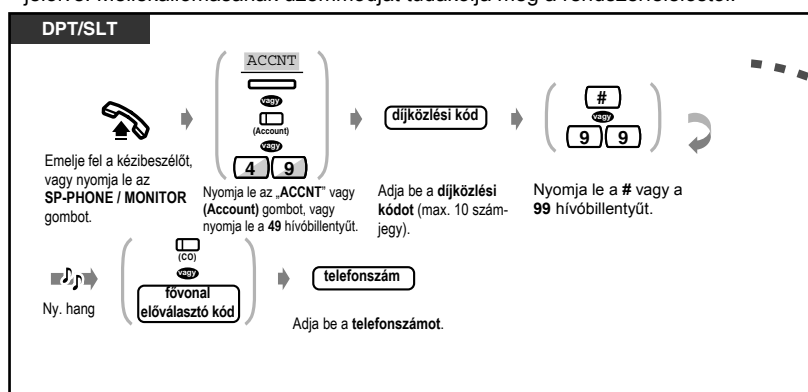 DPT/SLT
ACCNT
vagy
(Account)
vagy
4 9
díjközlési kód
#
vagy
9 9
Emelje fel a kézibeszélőt,
vagy nyomja le az
SP-PHONE / MONITOR
gombot.
Nyomja le az „ACCNT” vagy
(Account) gombot, vagy
nyomja le a 49 hívóbillentyűt.
Adja be a díjközlési
kódot (max. 10 szám-
jegy).
Nyomja le a # vagy a
99 hívóbillentyűt.
Ny. hang
(CO)
vagy
fővonal
előválasztó kód
telefonszám
Adja be a telefonszámot.